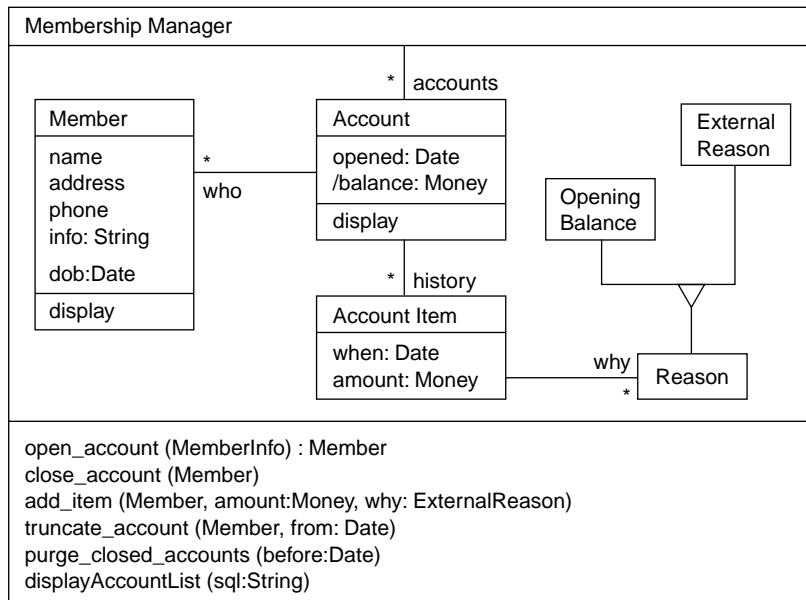 Membership Manager
* accounts
Member
name
address
phone
info: String
dob:Date
display
*
who
Account
opened: Date
/balance: Money
display
External
Reason
Opening
Balance
* history
Account Item
when: Date
amount: Money
why
*
Reason
open_account (MemberInfo) : Member
close_account (Member)
add_item (Member, amount:Money, why: ExternalReason)
truncate_account (Member, from: Date)
purge_closed_accounts (before:Date)
displayAccountList (sql:String)